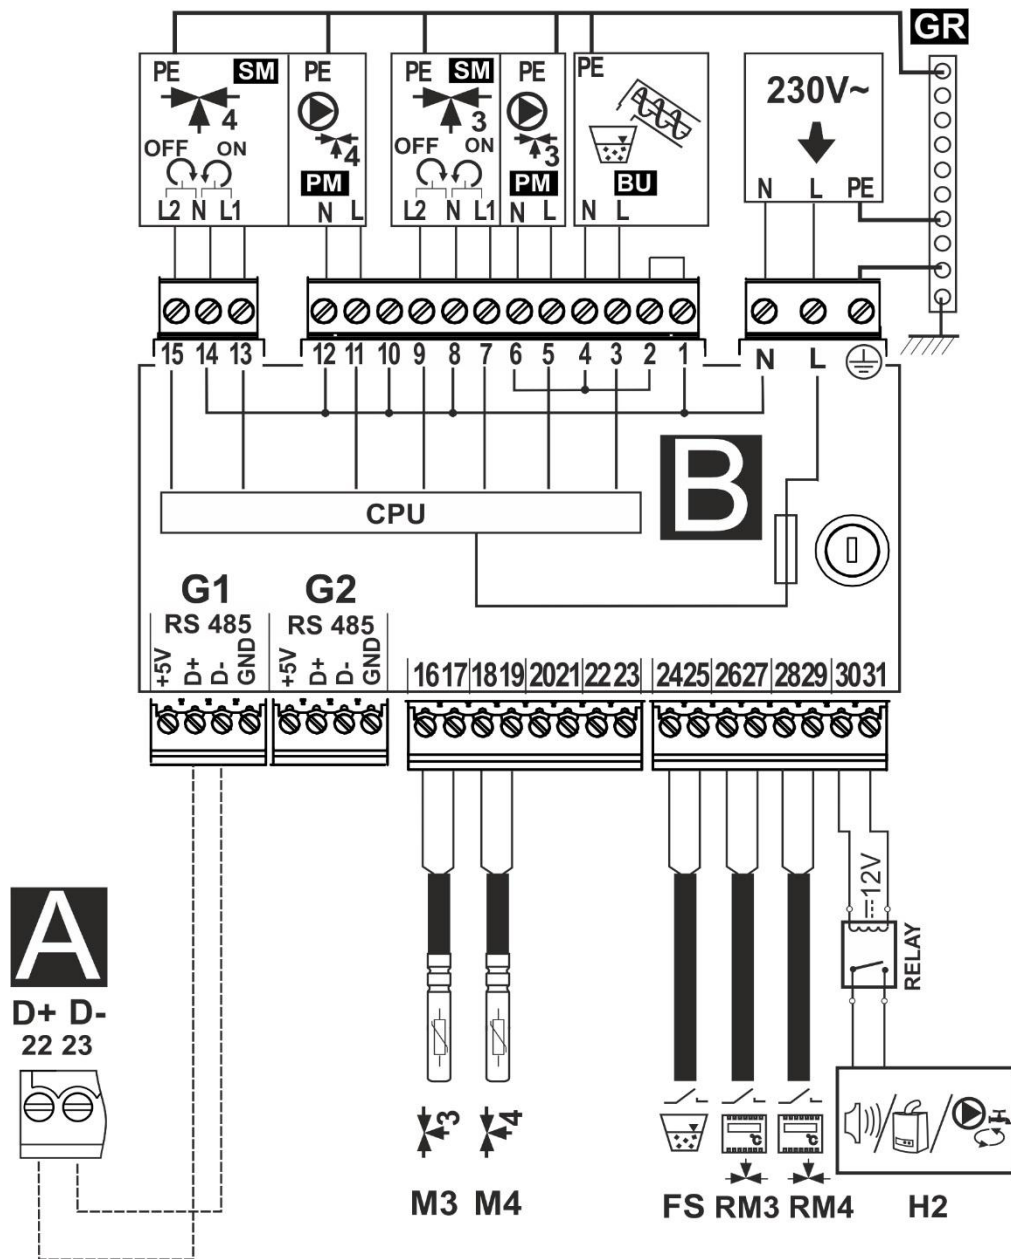 GR
PE SM PE PE SM PE PE 230V~
4 3
OFF ON 4 OFF ON 3
PM PM BU
L2 N L1 N L L2 N L1 N L N L N L PE
15 14 13 12 11 10 9 8 7 6 5 4 3 2 1 N L
B
CPU
G1 G2
RS 485 RS 485
+5V D+ D- GND +5V D+ D- GND 16 17 18 19 20 21 22 23 24 25 26 27 28 29 30 31
12V
RELAY
A
D+ D-
22 23
3 4 °C °C
M3 M4 FS RM3 RM4 H2